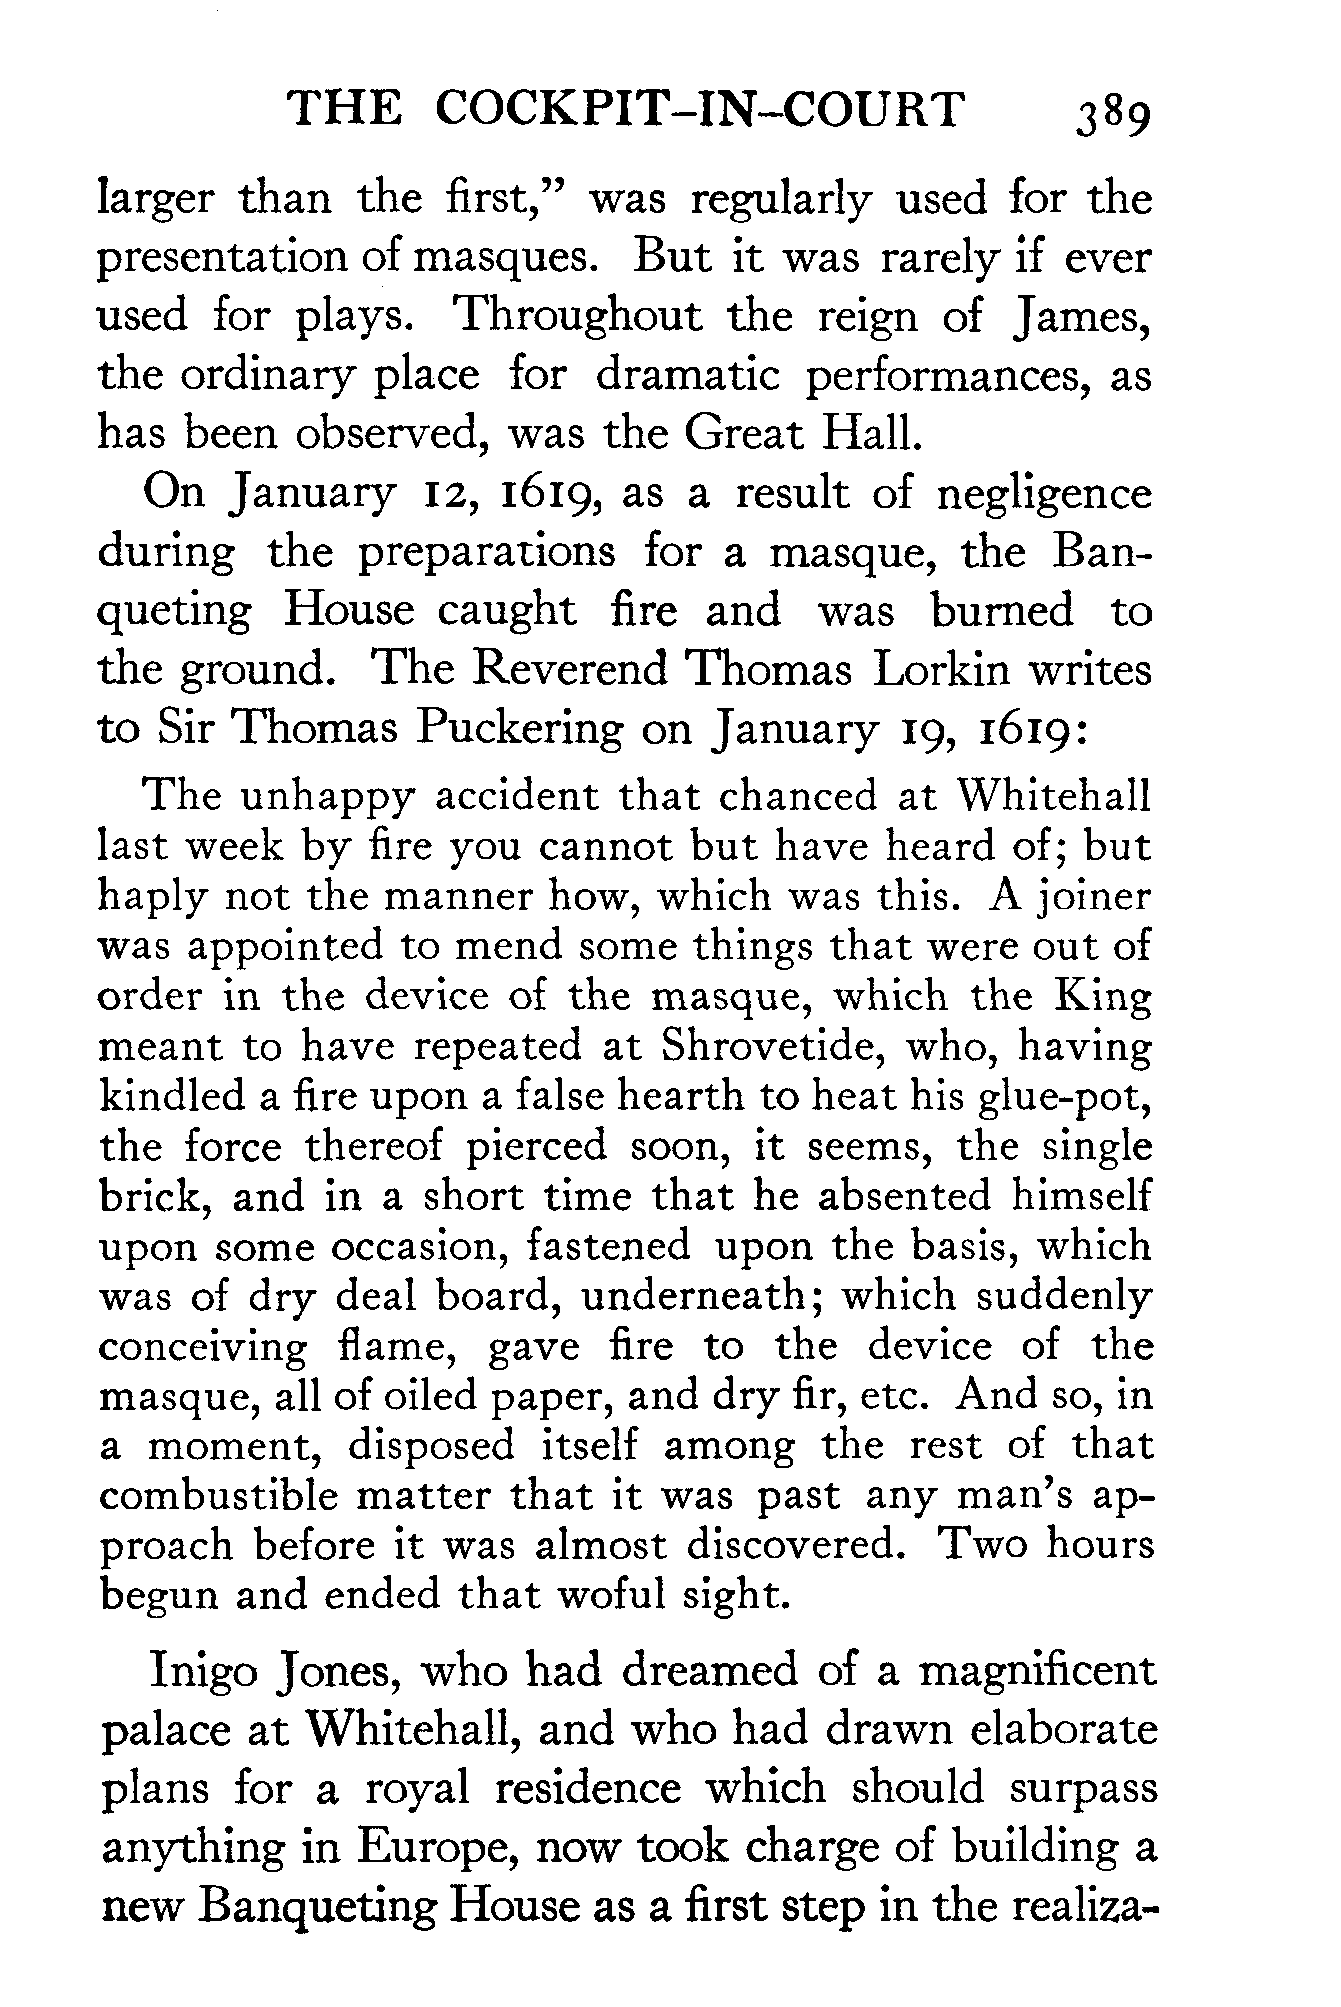 THE COCKPIT-IN-COURT 389
larger than the first,” was regularly used for the
presentation of masques. But it was rarely if ever
used for plays. Throughout the reign of James,
the ordinary place for dramatic performances, as
has been observed, was the Great Hall.
On January 12, 1619, as a result of negligence
during the preparations for a masque, the Ban-
queting House caught fire and was burned to
the ground. The Reverend Thomas Lorkin writes
to Sir Thomas Puckering on January 19, 1619:
The unhappy accident that chanced at Whitehall
last week by fire you cannot but have heard of; but
haply not the manner how, which was this. A joiner
was appointed to mend some things that were out of
order in the device of the masque, which the King
meant to have repeated at Shrovetide, who, having
kindled a fire upon a false hearth to heat his glue-pot,
the force thereof pierced soon, it seems, the single
brick, and in a short time that he absented himself
upon some occasion, fastened upon the basis, which
was of dry deal board, underneath; which suddenly
conceiving flame, gave fire to the device of the
masque, all of oiled paper, and dry fir, etc. And so, in
a moment, disposed itself among the rest of that
combustible matter that it was past any man’s ap-
proach before it was almost discovered. Two hours
begun and ended that woful sight.
Inigo Jones, who had dreamed of a magnificent
palace at Whitehall, and who had drawn elaborate
plans for a royal residence which should surpass
anything in Europe, now took charge of building a
new Banqueting House as a first step in the realiza-